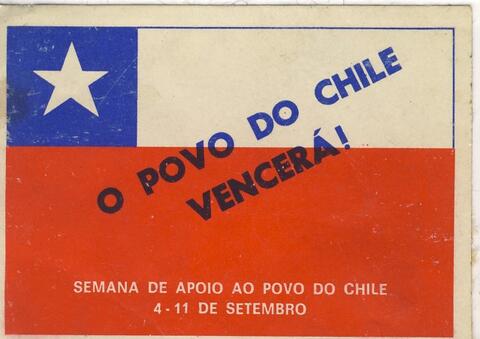 O POVO DO CHILE
VENCERÁ!
SEMANA DE APOIO AO POVO DO CHILE
4-11 DE SETEMBRO